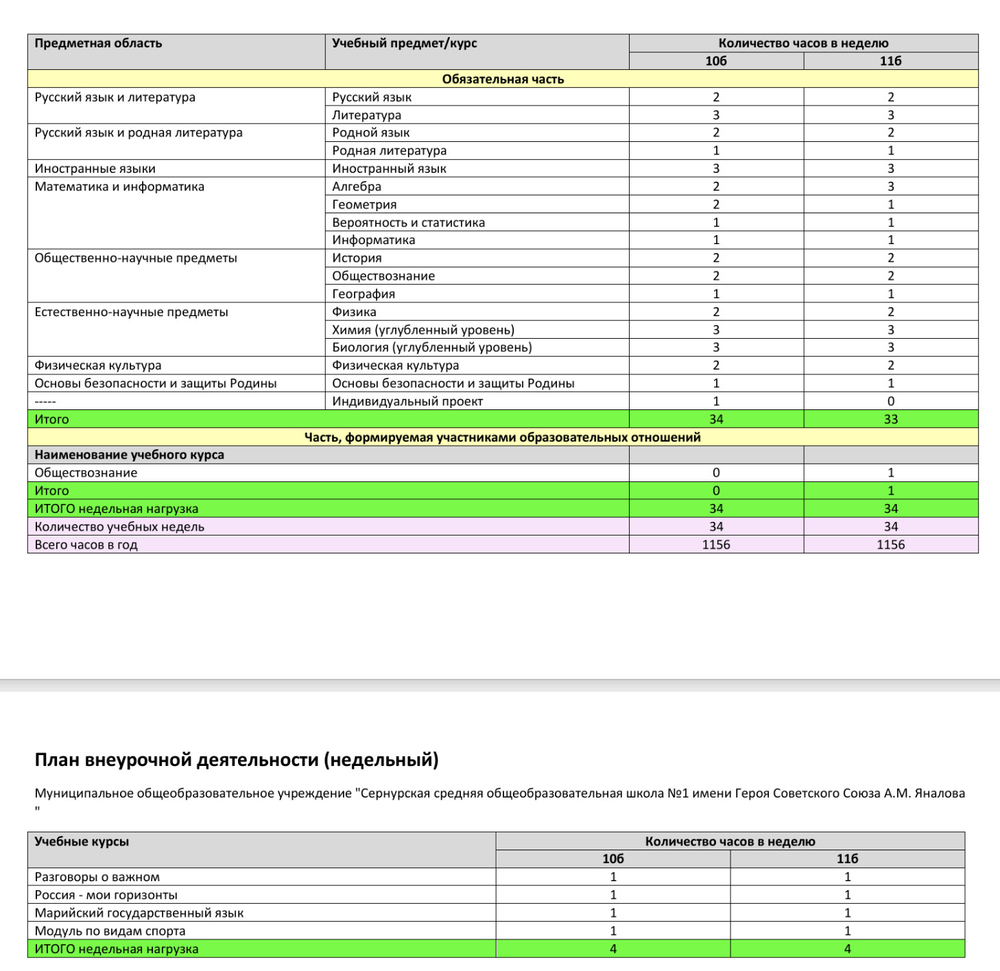 Предметная область Учебный предмет/курс Количество часов в неделю
10б 11б
Обязательная часть
Русский язык и литература Русский язык 2 2
Литература 3 3
Русский язык и родная литература Родной язык 2 2
Родная литература 1 1
Иностранные языки Иностранный язык 3 3
Математика и информатика Алгебра 2 3
Геометрия 2 1
Вероятность и статистика 1 1
Информатика 1 1
Общественно-научные предметы История 2 2
Обществознание 2 2
География 1 1
Естественно-научные предметы Физика 2 2
Химия (углубленный уровень) 3 3
Биология (углубленный уровень) 3 3
Физическая культура Физическая культура 2 2
Основы безопасности и защиты Родины Основы безопасности и защиты Родины 1 1
----- Индивидуальный проект 1 0
Итого 34 33
Часть, формируемая участниками образовательных отношений
Наименование учебного курса
Обществознание 0 1
Итого 0 1
ИТОГО недельная нагрузка 34 34
Количество учебных недель 34 34
Всего часов в год 1156 1156
План внеурочной деятельности (недельный)
Муниципальное общеобразовательное учреждение "Сернурская средняя общеобразовательная школа №1 имени Героя Советского Союза А.М. Яналова
"
Учебные курсы Количество часов в неделю
10б 11б
Разговоры о важном 1 1
Россия - мои горизонты 1 1
Марийский государственный язык 1 1
Модуль по видам спорта 1 1
ИТОГО недельная нагрузка 4 4